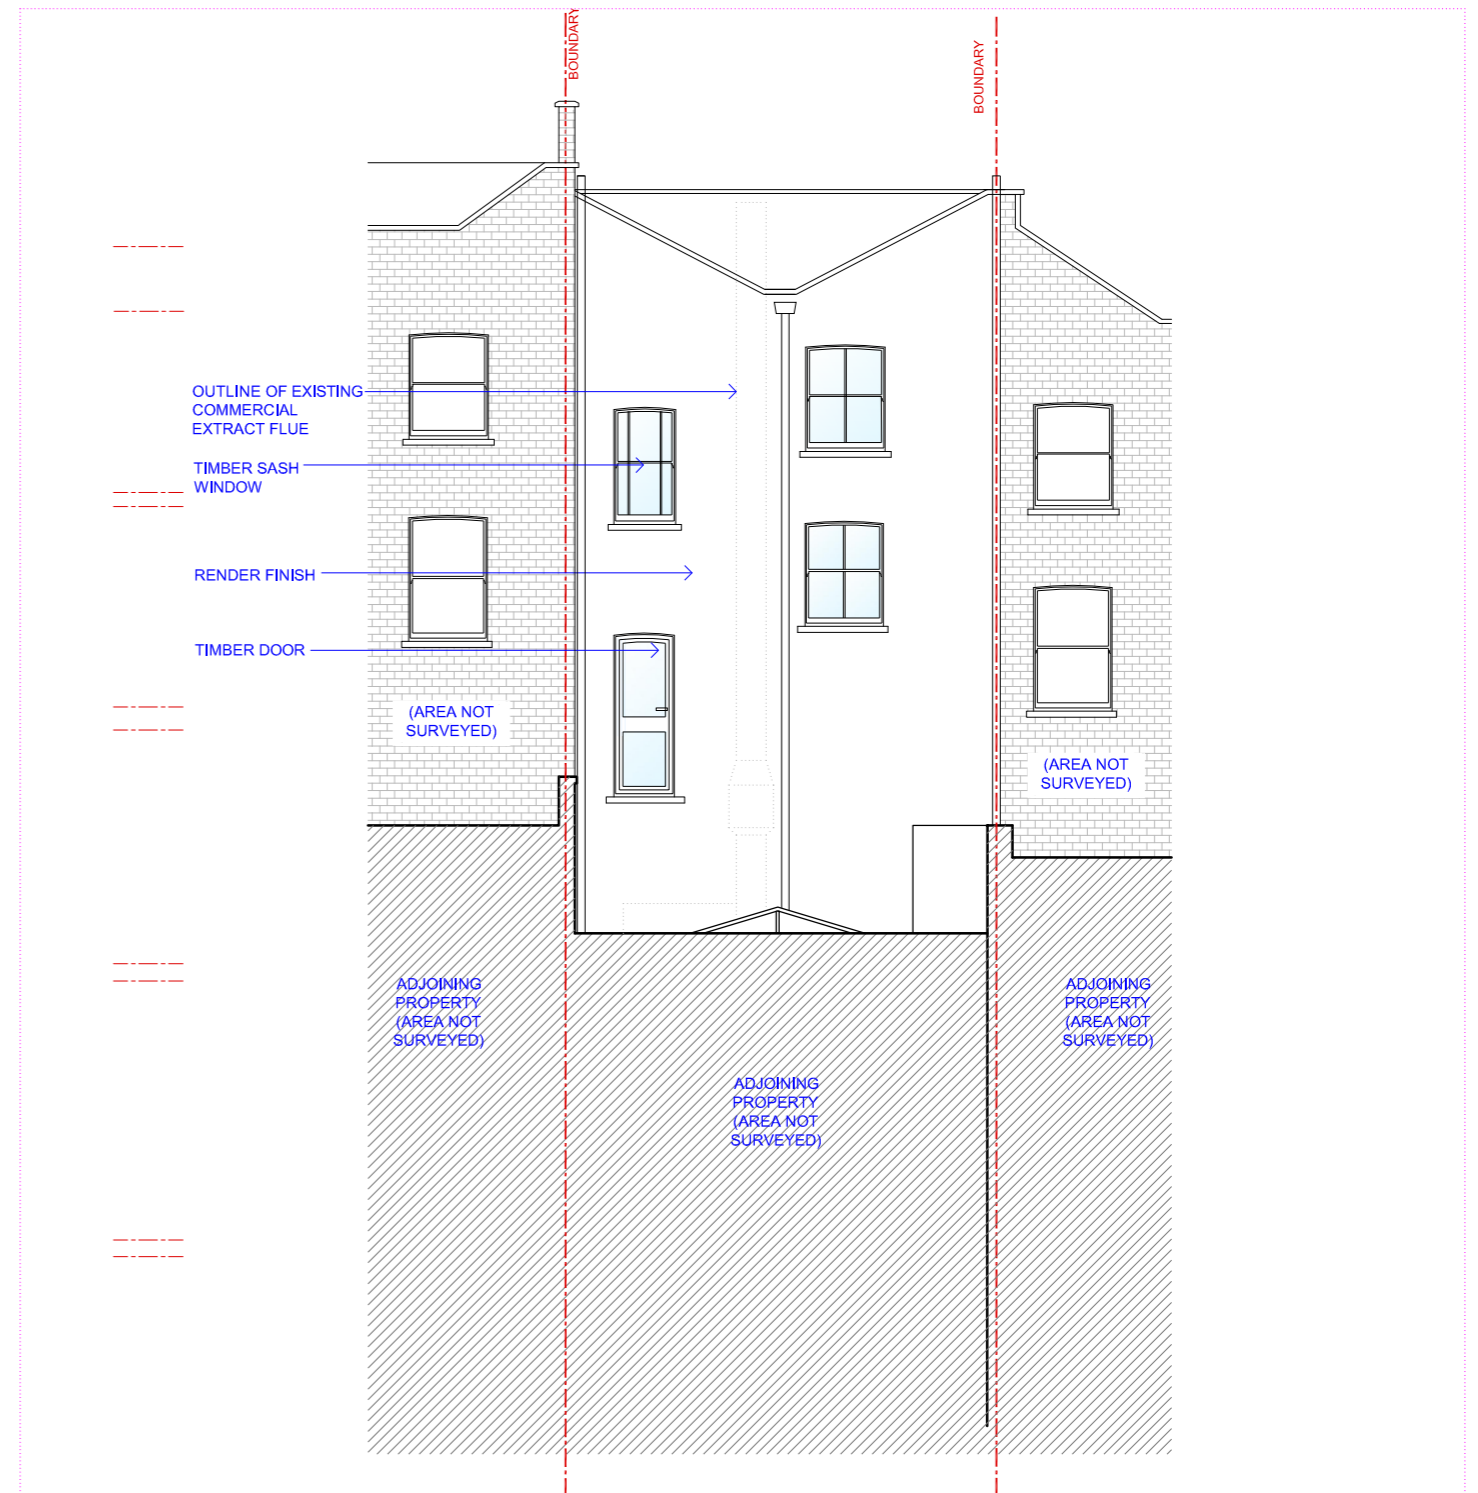 BOUNDARY
BOUNDARY
OUTLINE OF EXISTING
COMMERCIAL
EXTRACT FLUE
TIMBER SASH
WINDOW
RENDER FINISH
TIMBER DOOR
(AREA NOT
SURVEYED)
(AREA NOT
SURVEYED)
ADJOINING
PROPERTY
(AREA NOT
SURVEYED)
ADJOINING
PROPERTY
(AREA NOT
SURVEYED)
ADJOINING
PROPERTY
(AREA NOT
SURVEYED)